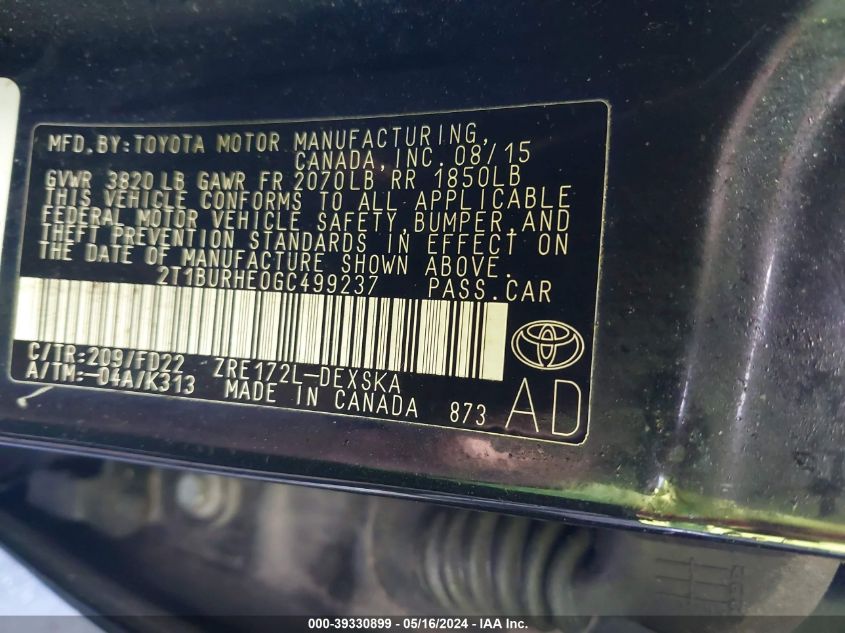 MFD. BY: TOYOTA MOTOR MANUFACTURING,
CANADA, INC. 08/15
GVWR 3820 LB GAWR FR 2070LB RR 1850LB
THIS VEHICLE CONFORMS TO ALL APPLICABLE
FEDERAL MOTOR VEHICLE SAFETY, BUMPER, AND
THEFT PREVENTION STANDARDS IN EFFECT ON
THE DATE OF MANUFACTURE SHOWN ABOVE.
2T1BURHE0GC499237 PASS. CAR
C/TR: 209/FD22 ZRE172L-DEXSKA
A/TM: -04A/K313 MADE IN CANADA 873 AD
000-39330899 - 05/16/2024 - IAA Inc.